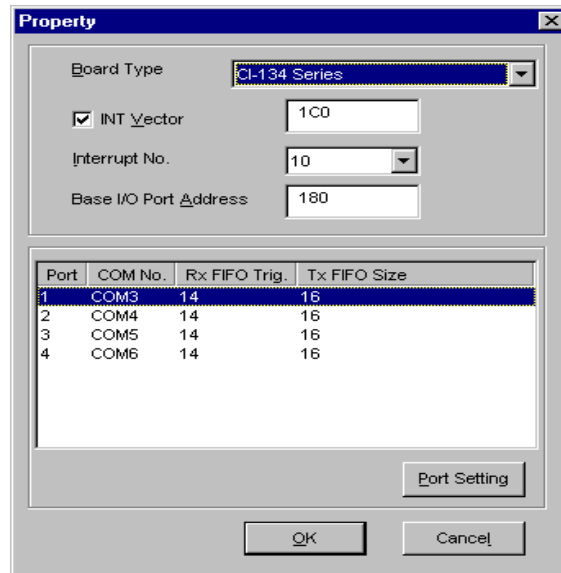 Property
Board Type CI-134 Series
INT Vector 1C0
Interrupt No. 10
Base I/O Port Address 180
Port COM No. Rx FIFO Trig. Tx FIFO Size
1 COM3 14 16
2 COM4 14 16
3 COM5 14 16
4 COM6 14 16
Port Setting
OK Cancel